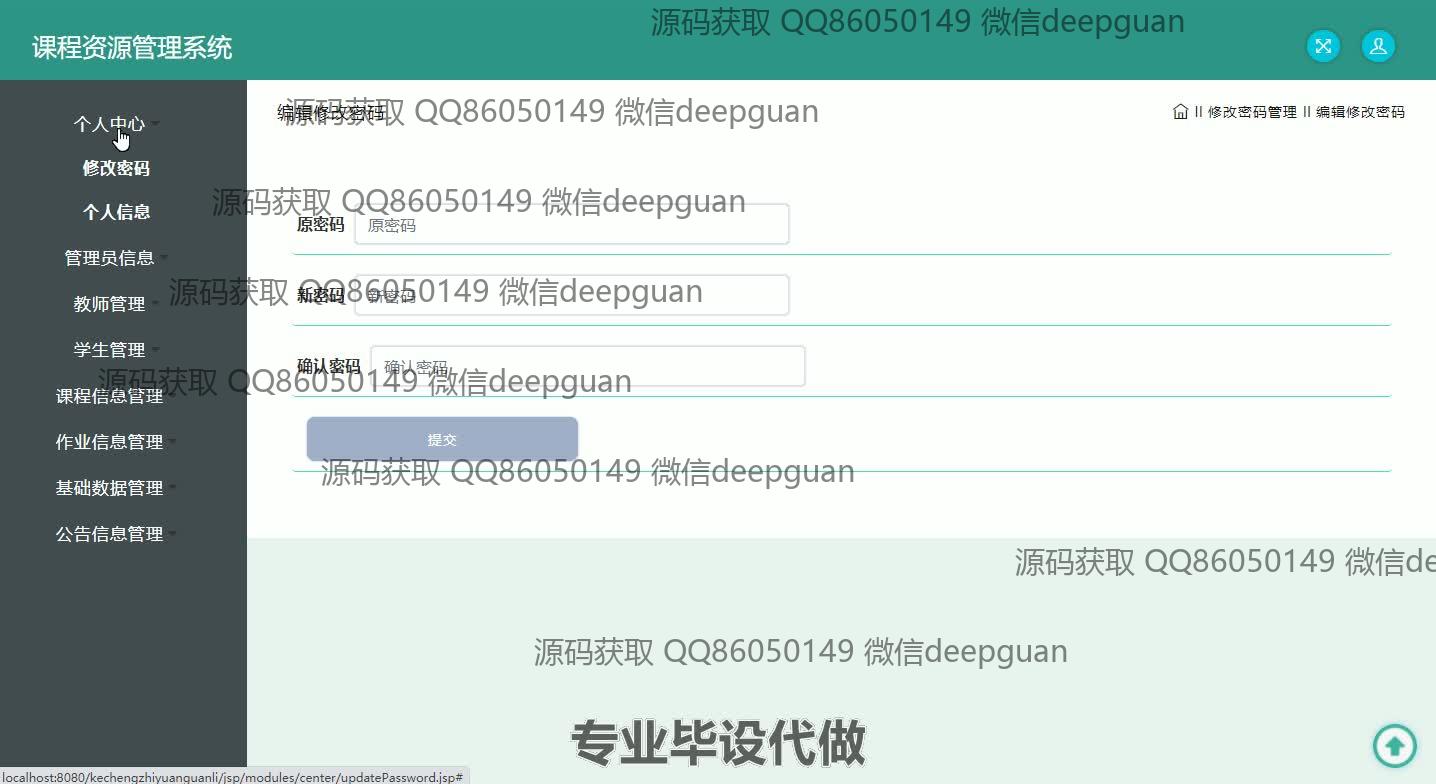 源码获取 QQ86050149 微信deepguan
课程资源管理系统
个人中心
修改密码
个人信息
管理员信息
教师管理
学生管理
课程信息管理
作业信息管理
基础数据管理
公告信息管理
编辑修改密码
源码获取 QQ86050149 微信deepguan
II 修改密码管理 II 编辑修改密码
源码获取 QQ86050149 微信deepguan
原密码 原密码
源码获取 QQ86050149 微信deepguan
新密码 新密码
确认密码 确认密码
源码获取 QQ86050149 微信deepguan
提交
源码获取 QQ86050149 微信deepguan
源码获取 QQ86050149 微信de
源码获取 QQ86050149 微信deepguan
专业毕设代做
localhost:8080/kechengzhiyuanguanli/jsp/modules/center/updatePassword.jsp#